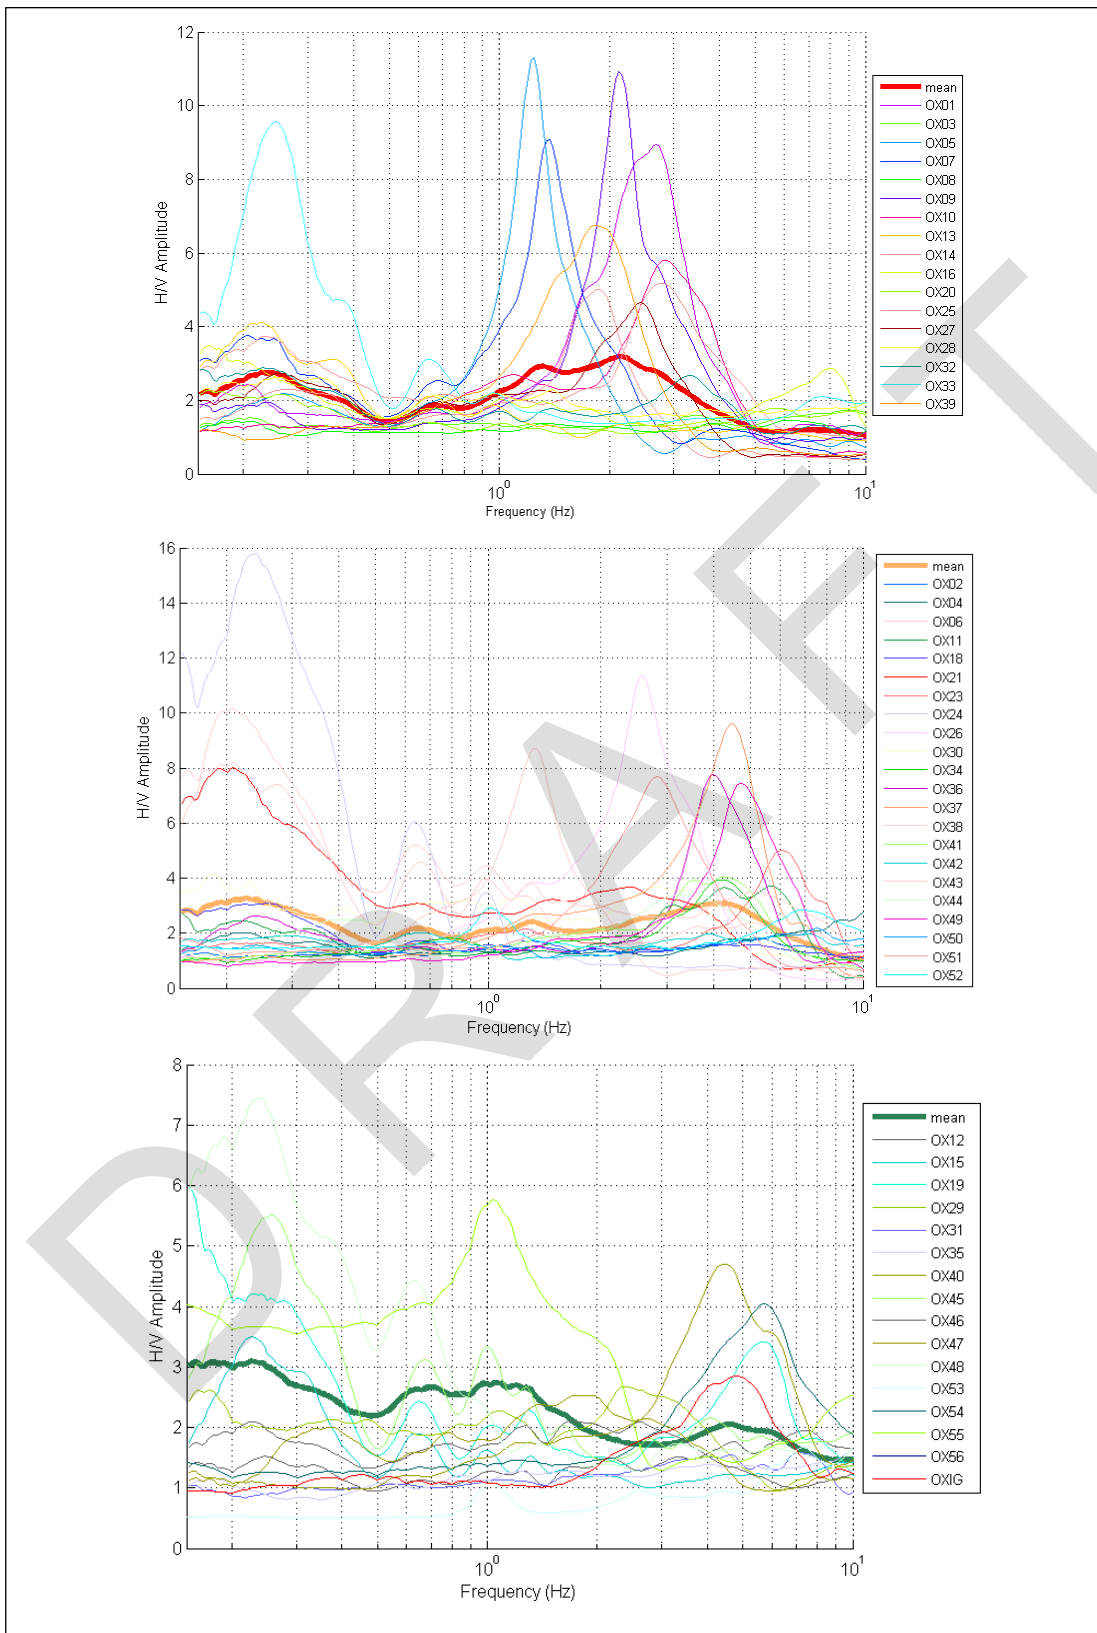 12
10
8
6
4
2
0
H/V Amplitude
10^0
10^1
Frequency (Hz)
mean
OX01
OX03
OX05
OX07
OX08
OX09
OX10
OX13
OX14
OX16
OX20
OX25
OX27
OX28
OX32
OX33
OX39
16
14
12
10
8
6
4
2
0
H/V Amplitude
10^0
10^1
Frequency (Hz)
mean
OX02
OX04
OX06
OX11
OX18
OX21
OX23
OX24
OX26
OX30
OX34
OX36
OX37
OX38
OX41
OX42
OX43
OX44
OX49
OX50
OX51
OX52
8
7
6
5
4
3
2
1
0
H/V Amplitude
10^0
10^1
Frequency (Hz)
mean
OX12
OX15
OX19
OX29
OX31
OX35
OX40
OX45
OX46
OX47
OX48
OX53
OX54
OX55
OX56
OXIG
DRAFT